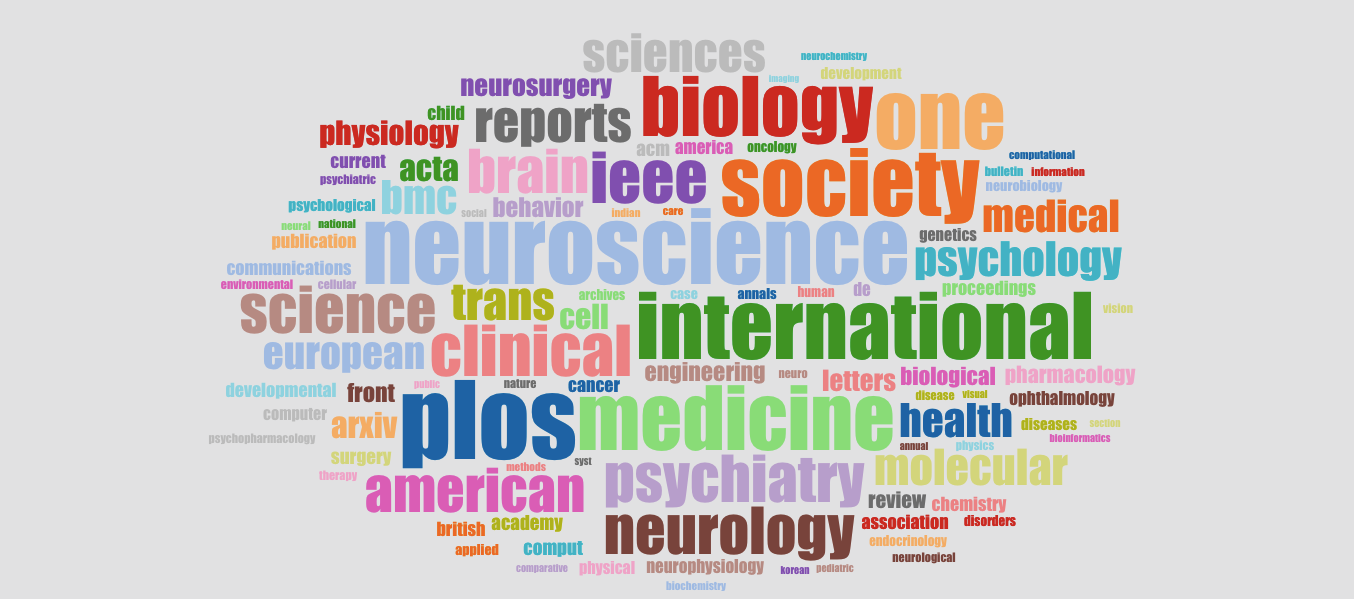 sciences
neurochemistry
imaging
development
neurosurgery
biology
one
child
reports
physiology
acm
america
oncology
current
acta
brain
ieee
society
computational
psychiatric
bmc
bulletin
information
neurobiology
psychological
social
behavior
indian
care
medical
neural
national
publication
neuroscience
genetics
psychology
communications
environmental
cellular
science
trans
archives
case
annals
human
de
proceedings
cell
international
vision
european
clinical
engineering
neuro
letters
biological
pharmacology
developmental
front
public
nature
cancer
disease
visual
ophthalmology
computer
arxiv
plos
medicine
health
diseases
section
psychopharmacology
bioinformatics
annual
physics
surgery
syst
methods
therapy
american
psychiatry
molecular
review
chemistry
british
academy
neurology
association
disorders
applied
comput
endocrinology
neurological
comparative
physical
neurophysiology
korean
pediatric
biochemistry